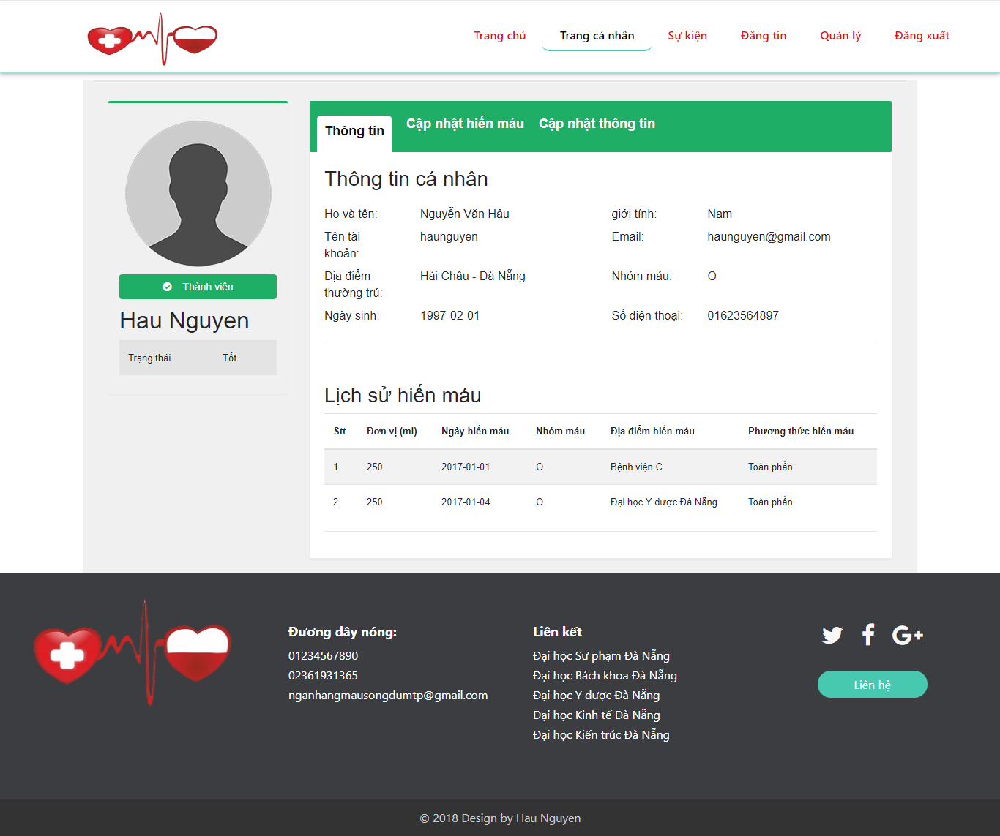 Trang chủ Trang cá nhân Sự kiện Đăng tin Quản lý Đăng xuất
Thông tin Cập nhật hiến máu Cập nhật thông tin
Thành viên
Hau Nguyen
Trạng thái Tốt
Thông tin cá nhân
Họ và tên: Nguyễn Văn Hậu giới tính: Nam
Tên tài khoản: haunguyen Email: haunguyen@gmail.com
Địa điểm thường trú: Hải Châu - Đà Nẵng Nhóm máu: O
Ngày sinh: 1997-02-01 Số điện thoại: 01623564897
Lịch sử hiến máu
Stt Đơn vị (ml) Ngày hiến máu Nhóm máu Địa điểm hiến máu Phương thức hiến máu
1 250 2017-01-01 O Bệnh viện C Toàn phần
2 250 2017-01-04 O Đại học Y dược Đà Nẵng Toàn phần
Đương dây nóng:
01234567890
02361931365
nganhangmausongdumtp@gmail.com
Liên kết
Đại học Sư phạm Đà Nẵng
Đại học Bách khoa Đà Nẵng
Đại học Y dược Đà Nẵng
Đại học Kinh tế Đà Nẵng
Đại học Kiến trúc Đà Nẵng
Liên hệ
© 2018 Design by Hau Nguyen